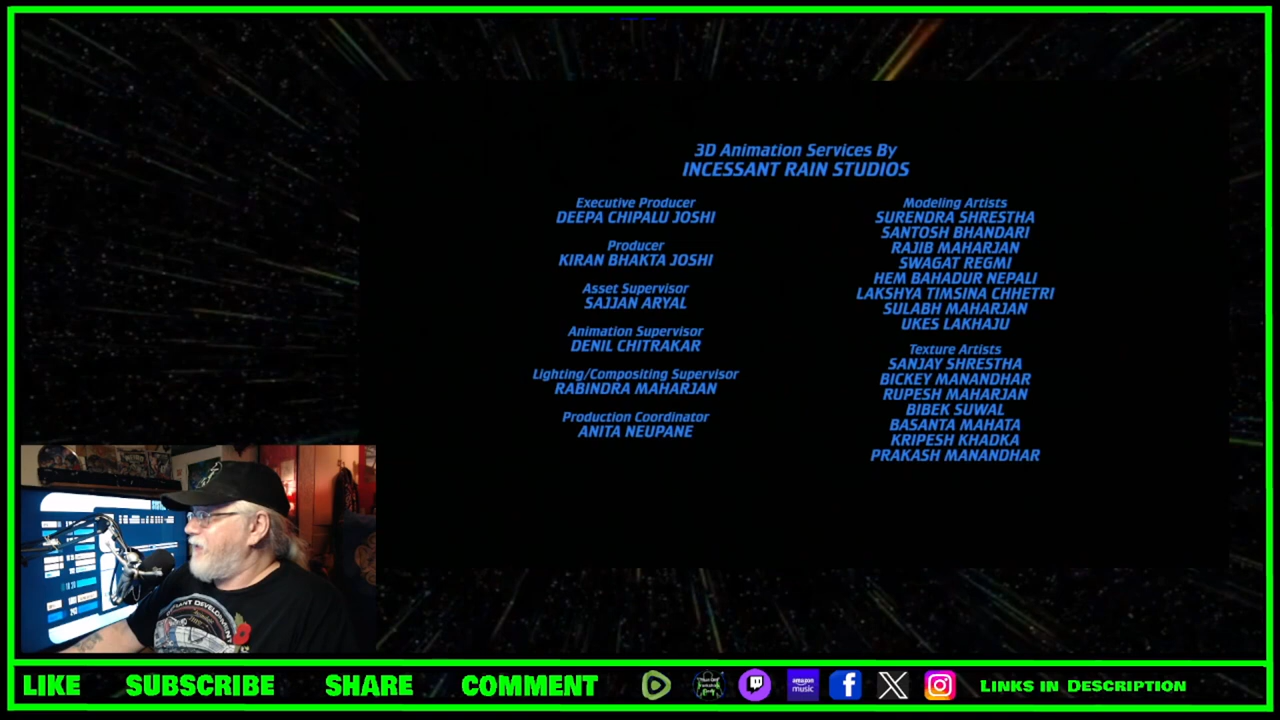 3D Animation Services By
INCESSANT RAIN STUDIOS
Executive Producer
DEEPA CHIPALU JOSHI
Producer
KIRAN BHAKTA JOSHI
Asset Supervisor
SAJJAN ARYAL
Animation Supervisor
DENIL CHITRAKAR
Lighting/Compositing Supervisor
RABINDRA MAHARJAN
Production Coordinator
ANITA NEUPANE
Modeling Artists
SURENDRA SHRESTHA
SANTOSH BHANDARI
RAJIB MAHARJAN
SWAGAT REGMI
HEM BAHADUR NEPALI
LAKSHYA TIMSINA CHHETRI
SULABH MAHARJAN
UKES LAKHAJU
Texture Artists
SANJAY SHRESTHA
BICKEY MANANDHAR
RUPESH MAHARJAN
BIBEK SUWAL
BASANTA MAHATA
KRIPESH KHADKA
PRAKASH MANANDHAR
LIKE SUBSCRIBE SHARE COMMENT amazon music Links in Description